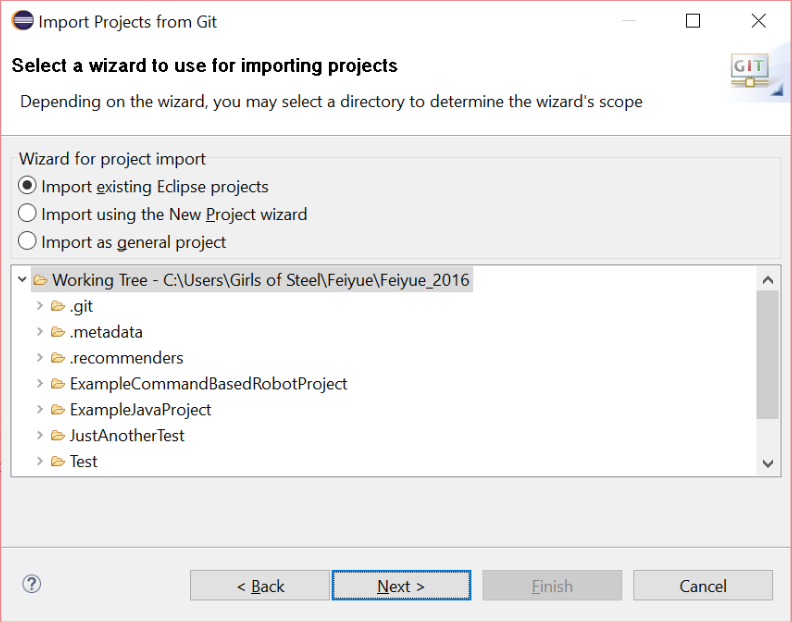 Import Projects from Git
Select a wizard to use for importing projects
GIT
Depending on the wizard, you may select a directory to determine the wizard's scope
Wizard for project import
Import existing Eclipse projects
Import using the New Project wizard
Import as general project
Working Tree - C:\Users\Girls of Steel\Feiyue\Feiyue_2016
.git
.metadata
.recommenders
ExampleCommandBasedRobotProject
ExampleJavaProject
JustAnotherTest
Test
? < Back Next > Finish Cancel